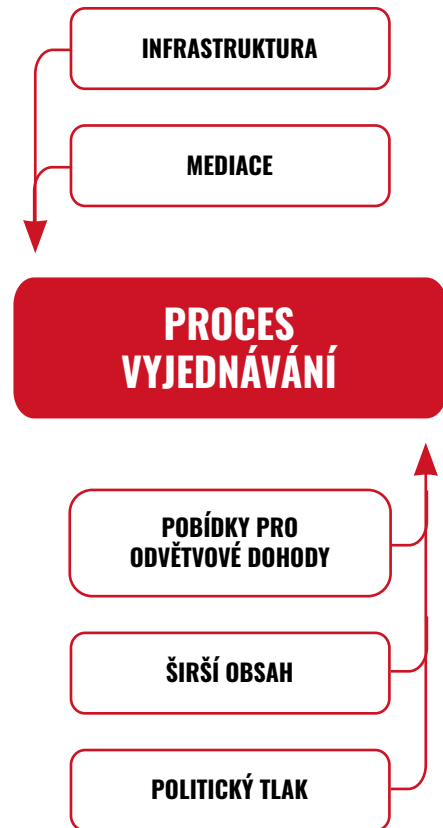 INFRASTRUKTURA
MEDIACE
PROCES
VYJEDNÁVÁNÍ
POBÍDKY PRO
ODVĚTVOVÉ DOHODY
ŠIRŠÍ OBSAH
POLITICKÝ TLAK